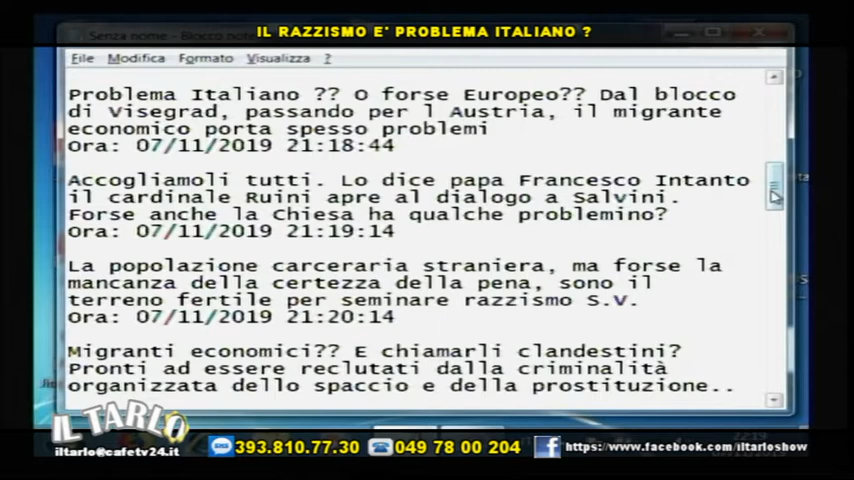 IL RAZZISMO E' PROBLEMA ITALIANO ?
Senza nome - Blocco note
File Modifica Formato Visualizza ?
Problema Italiano ?? O forse Europeo?? Dal blocco
di Visegrad, passando per l Austria, il migrante
economico porta spesso problemi
Ora: 07/11/2019 21:18:44
Accogliamoli tutti. Lo dice papa Francesco Intanto
il cardinale Ruini apre al dialogo a Salvini.
Forse anche la Chiesa ha qualche problemino?
Ora: 07/11/2019 21:19:14
La popolazione carceraria straniera, ma forse la
mancanza della certezza della pena, sono il
terreno fertile per seminare razzismo S.V.
Ora: 07/11/2019 21:20:14
Migranti economici?? E chiamarli clandestini?
Pronti ad essere reclutati dalla criminalità
organizzata dello spaccio e della prostituzione..
IL TARLO
iltarlo@cafetv24.it
SMS 393.810.77.30 049 78 00 204 f https://www.facebook.com/iltarloshow